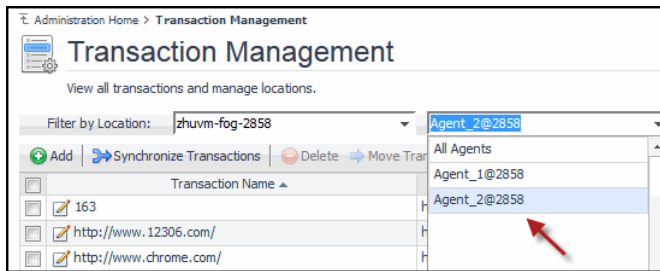 Administration Home > Transaction Management
Transaction Management
View all transactions and manage locations.
Filter by Location: zhuvm-fog-2858 Agent_2@2858
Add Synchronize Transactions Delete Move Tran
All Agents
Agent_1@2858
Agent_2@2858
Transaction Name
163
http://www.12306.com/
http://www.chrome.com/